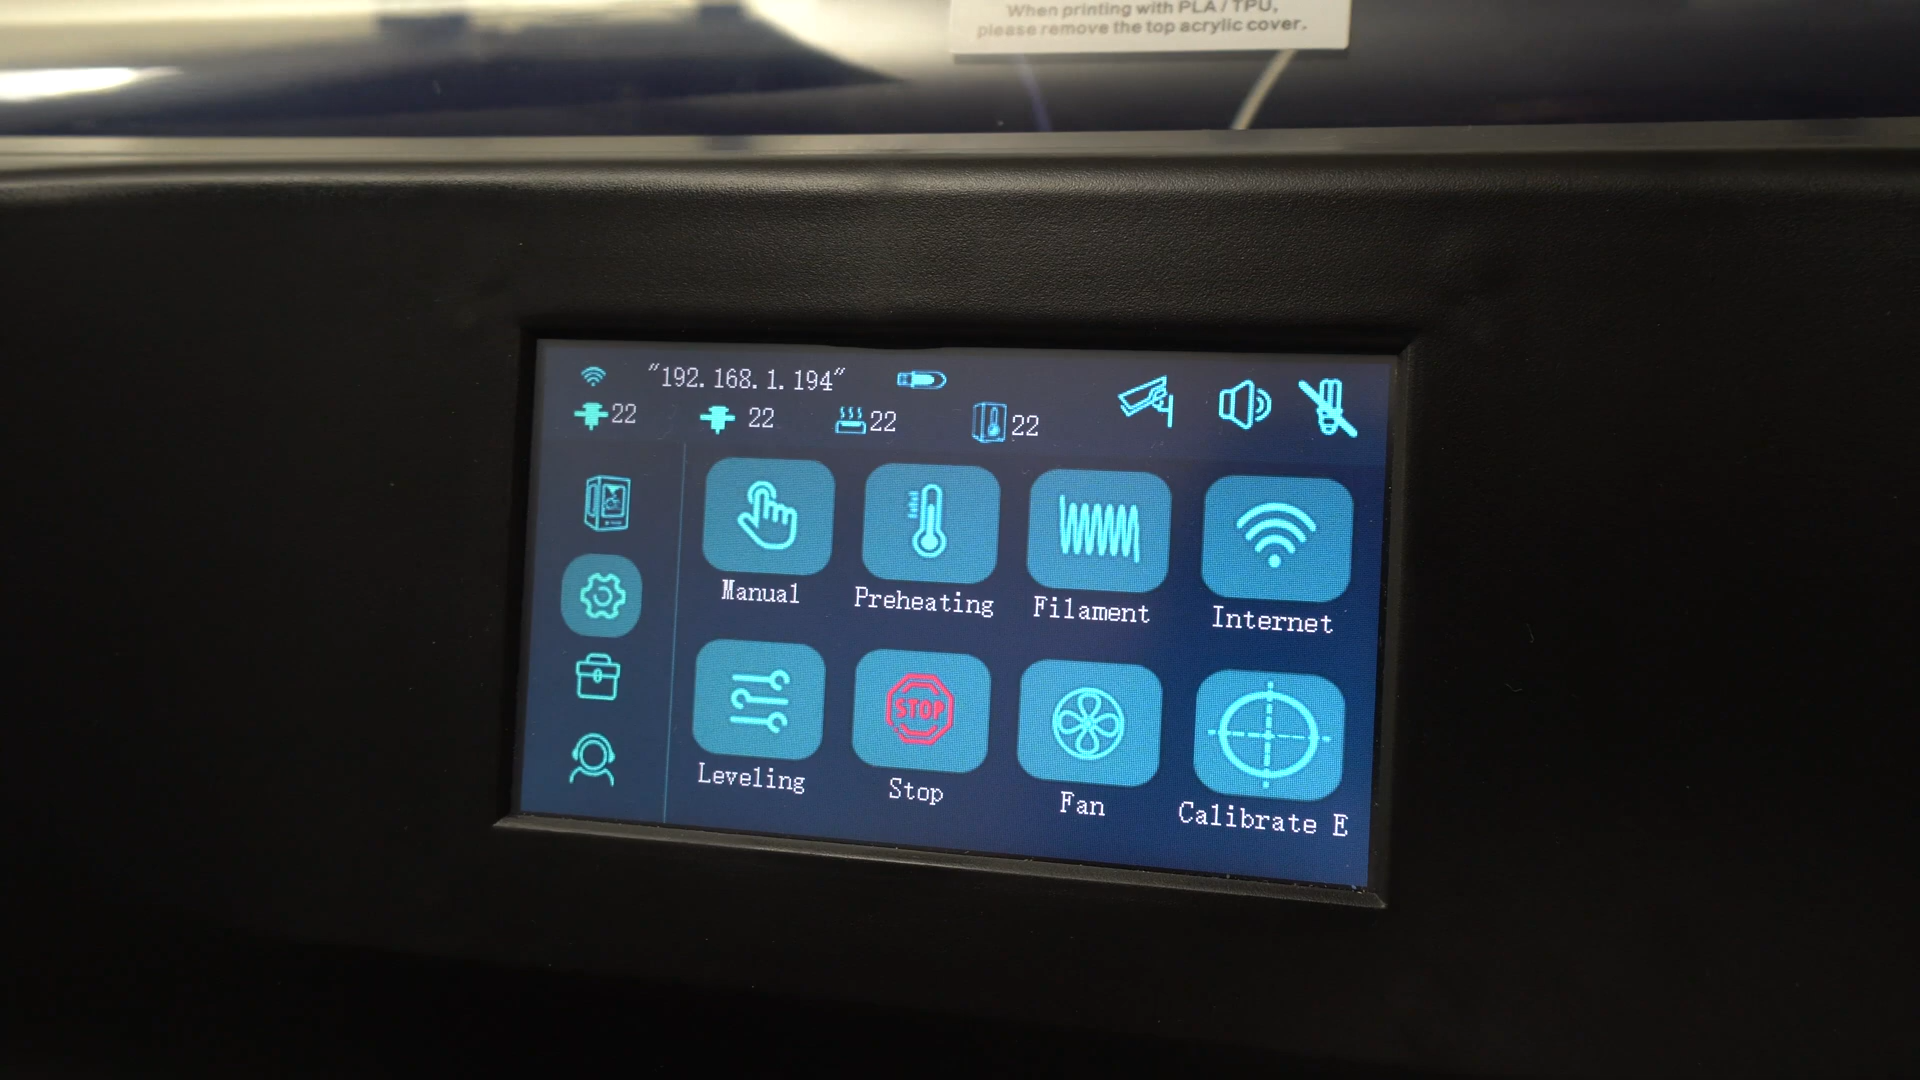 When printing with PLA / TPU,
please remove the top acrylic cover.
"192.168.1.194"
22 22 22 22
Manual Preheating Filament Internet
STOP
Leveling Stop Fan Calibrate E